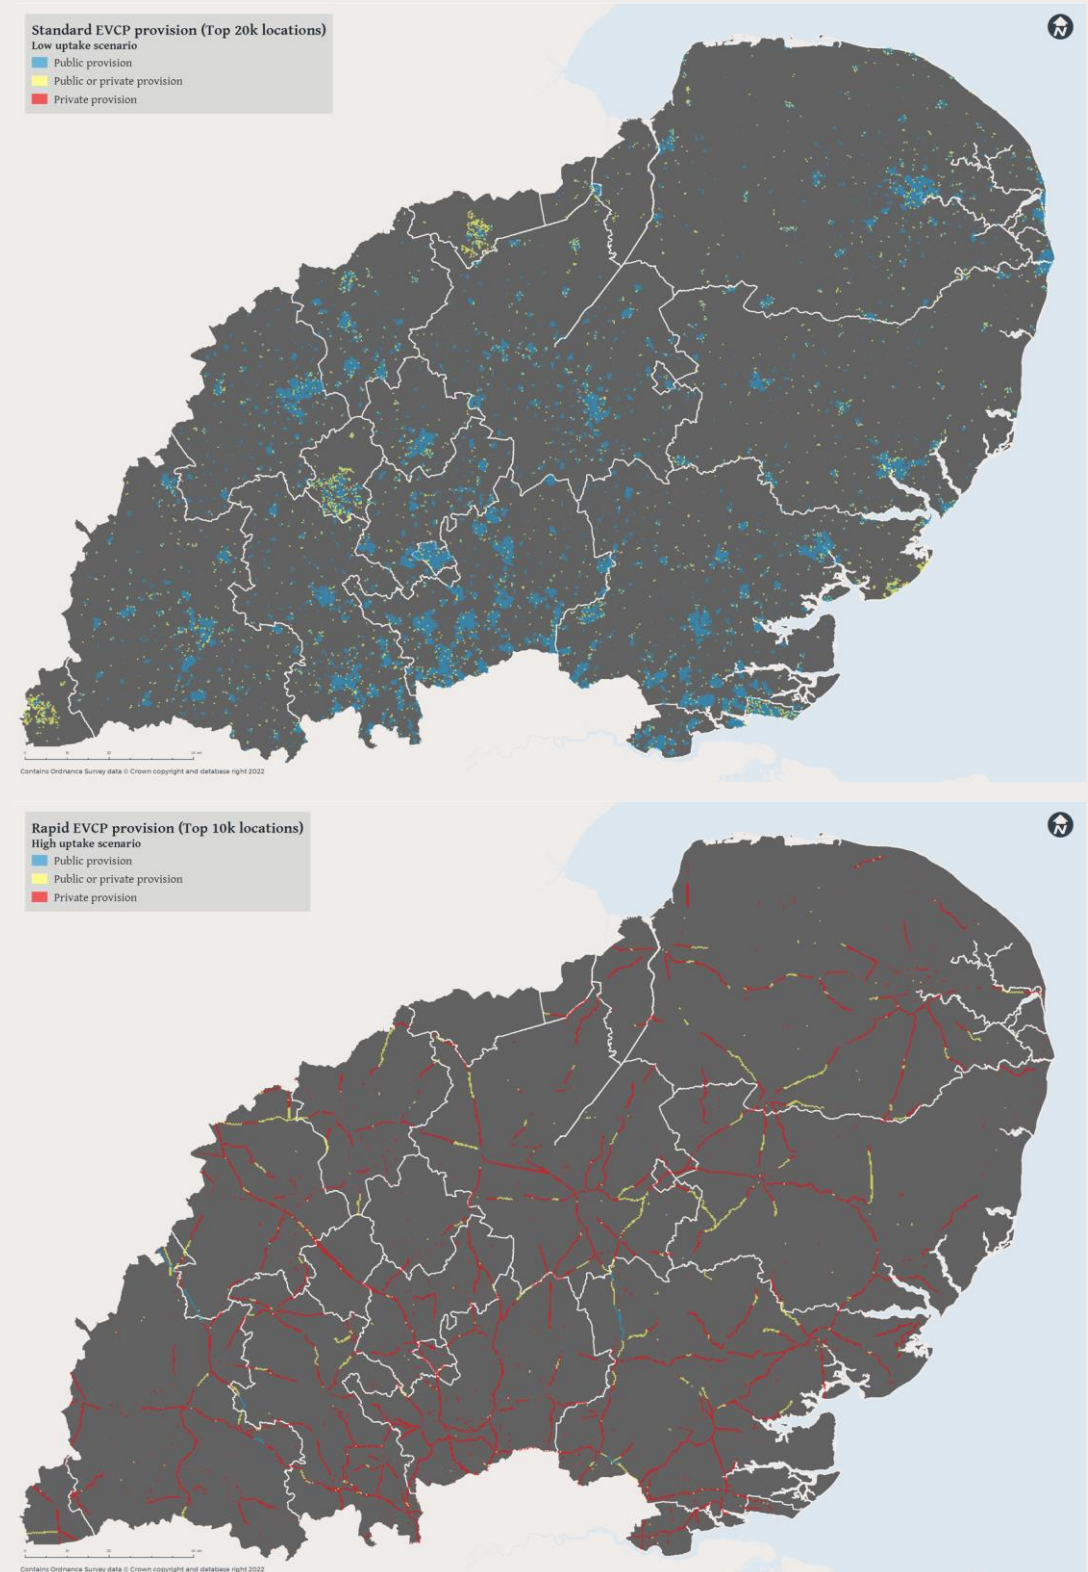 Standard EVCP provision (Top 20k locations)
Low uptake scenario
Public provision
Public or private provision
Private provision
N
Contains Ordnance Survey data © Crown copyright and database right 2022
Rapid EVCP provision (Top 10k locations)
High uptake scenario
Public provision
Public or private provision
Private provision
N
Contains Ordnance Survey data © Crown copyright and database right 2022